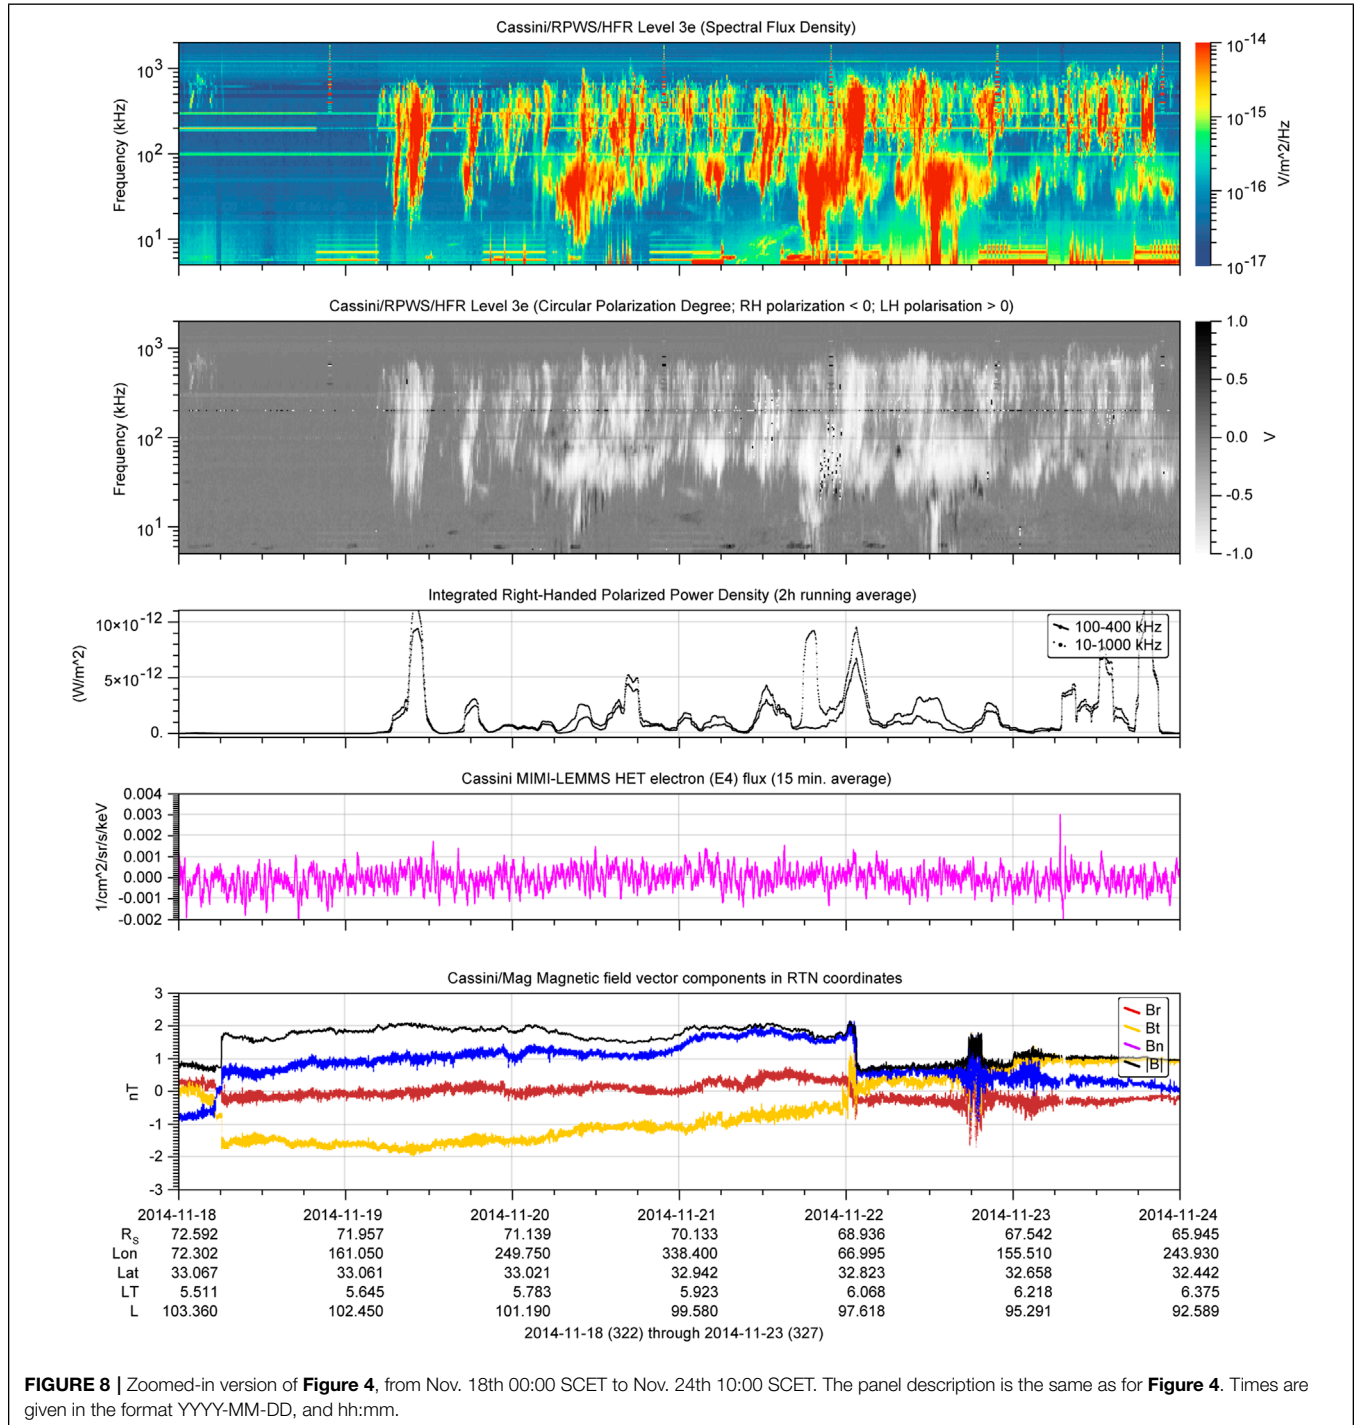 Cassini/RPWS/HFR Level 3e (Spectral Flux Density)
10^3
10^2
10^1
Frequency (kHz)
10^-14
10^-15
10^-16
10^-17
V/m^2/Hz
Cassini/RPWS/HFR Level 3e (Circular Polarization Degree; RH polarization < 0; LH polarisation > 0)
10^3
10^2
10^1
Frequency (kHz)
1.0
0.5
0.0
-0.5
-1.0
V
Integrated Right-Handed Polarized Power Density (2h running average)
10×10^-12
5×10^-12
0.
(W/m^2)
100-400 kHz
10-1000 kHz
Cassini MIMI-LEMMS HET electron (E4) flux (15 min. average)
0.004
0.003
0.002
0.001
0.000
-0.001
-0.002
1/cm^2/sr/s/keV
Cassini/Mag Magnetic field vector components in RTN coordinates
3
2
1
0
-1
-2
-3
nT
Br
Bt
Bn
|B|
2014-11-18 2014-11-19 2014-11-20 2014-11-21 2014-11-22 2014-11-23 2014-11-24
R_S 72.592 71.957 71.139 70.133 68.936 67.542 65.945
Lon 72.302 161.050 249.750 338.400 66.995 155.510 243.930
Lat 33.067 33.061 33.021 32.942 32.823 32.658 32.442
LT 5.511 5.645 5.783 5.923 6.068 6.218 6.375
L 103.360 102.450 101.190 99.580 97.618 95.291 92.589
2014-11-18 (322) through 2014-11-23 (327)
FIGURE 8 | Zoomed-in version of Figure 4, from Nov. 18th 00:00 SCET to Nov. 24th 10:00 SCET. The panel description is the same as for Figure 4. Times are
given in the format YYYY-MM-DD, and hh:mm.